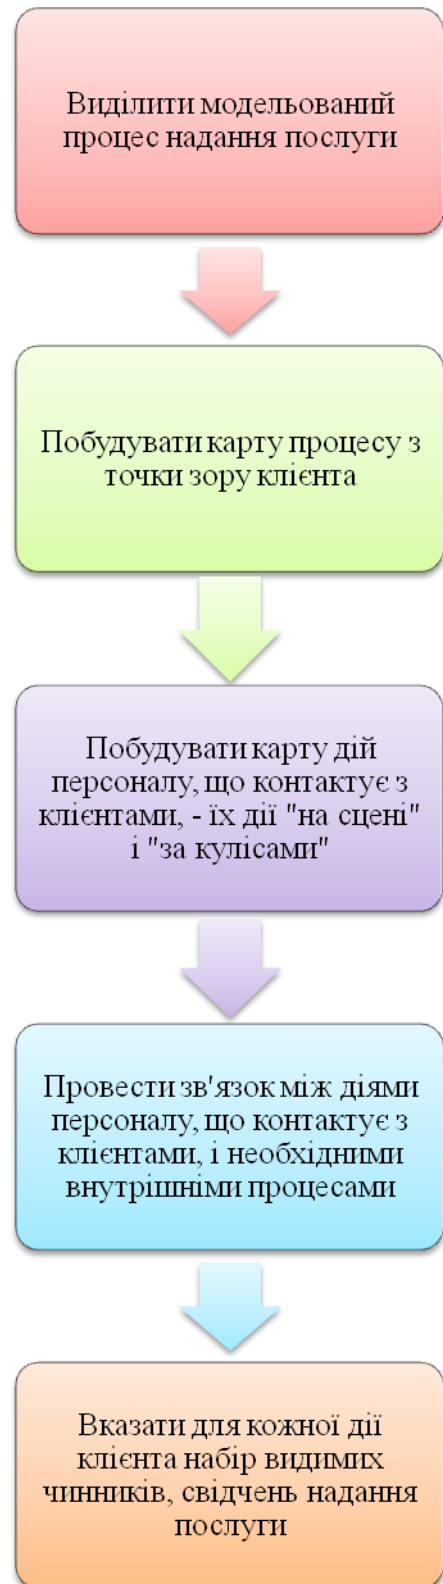 Виділити модельований
процес надання послуги
Побудувати карту процесу з
точки зору клієнта
Побудувати карту дій
персоналу, що контактує з
клієнтами, - їх дії "на сцені"
і "за кулісами"
Провести зв'язок між діями
персоналу, що контактує з
клієнтами, і необхідними
внутрішніми процесами
Вказати для кожної дії
клієнта набір видимих
чинників, свідчень надання
послуги